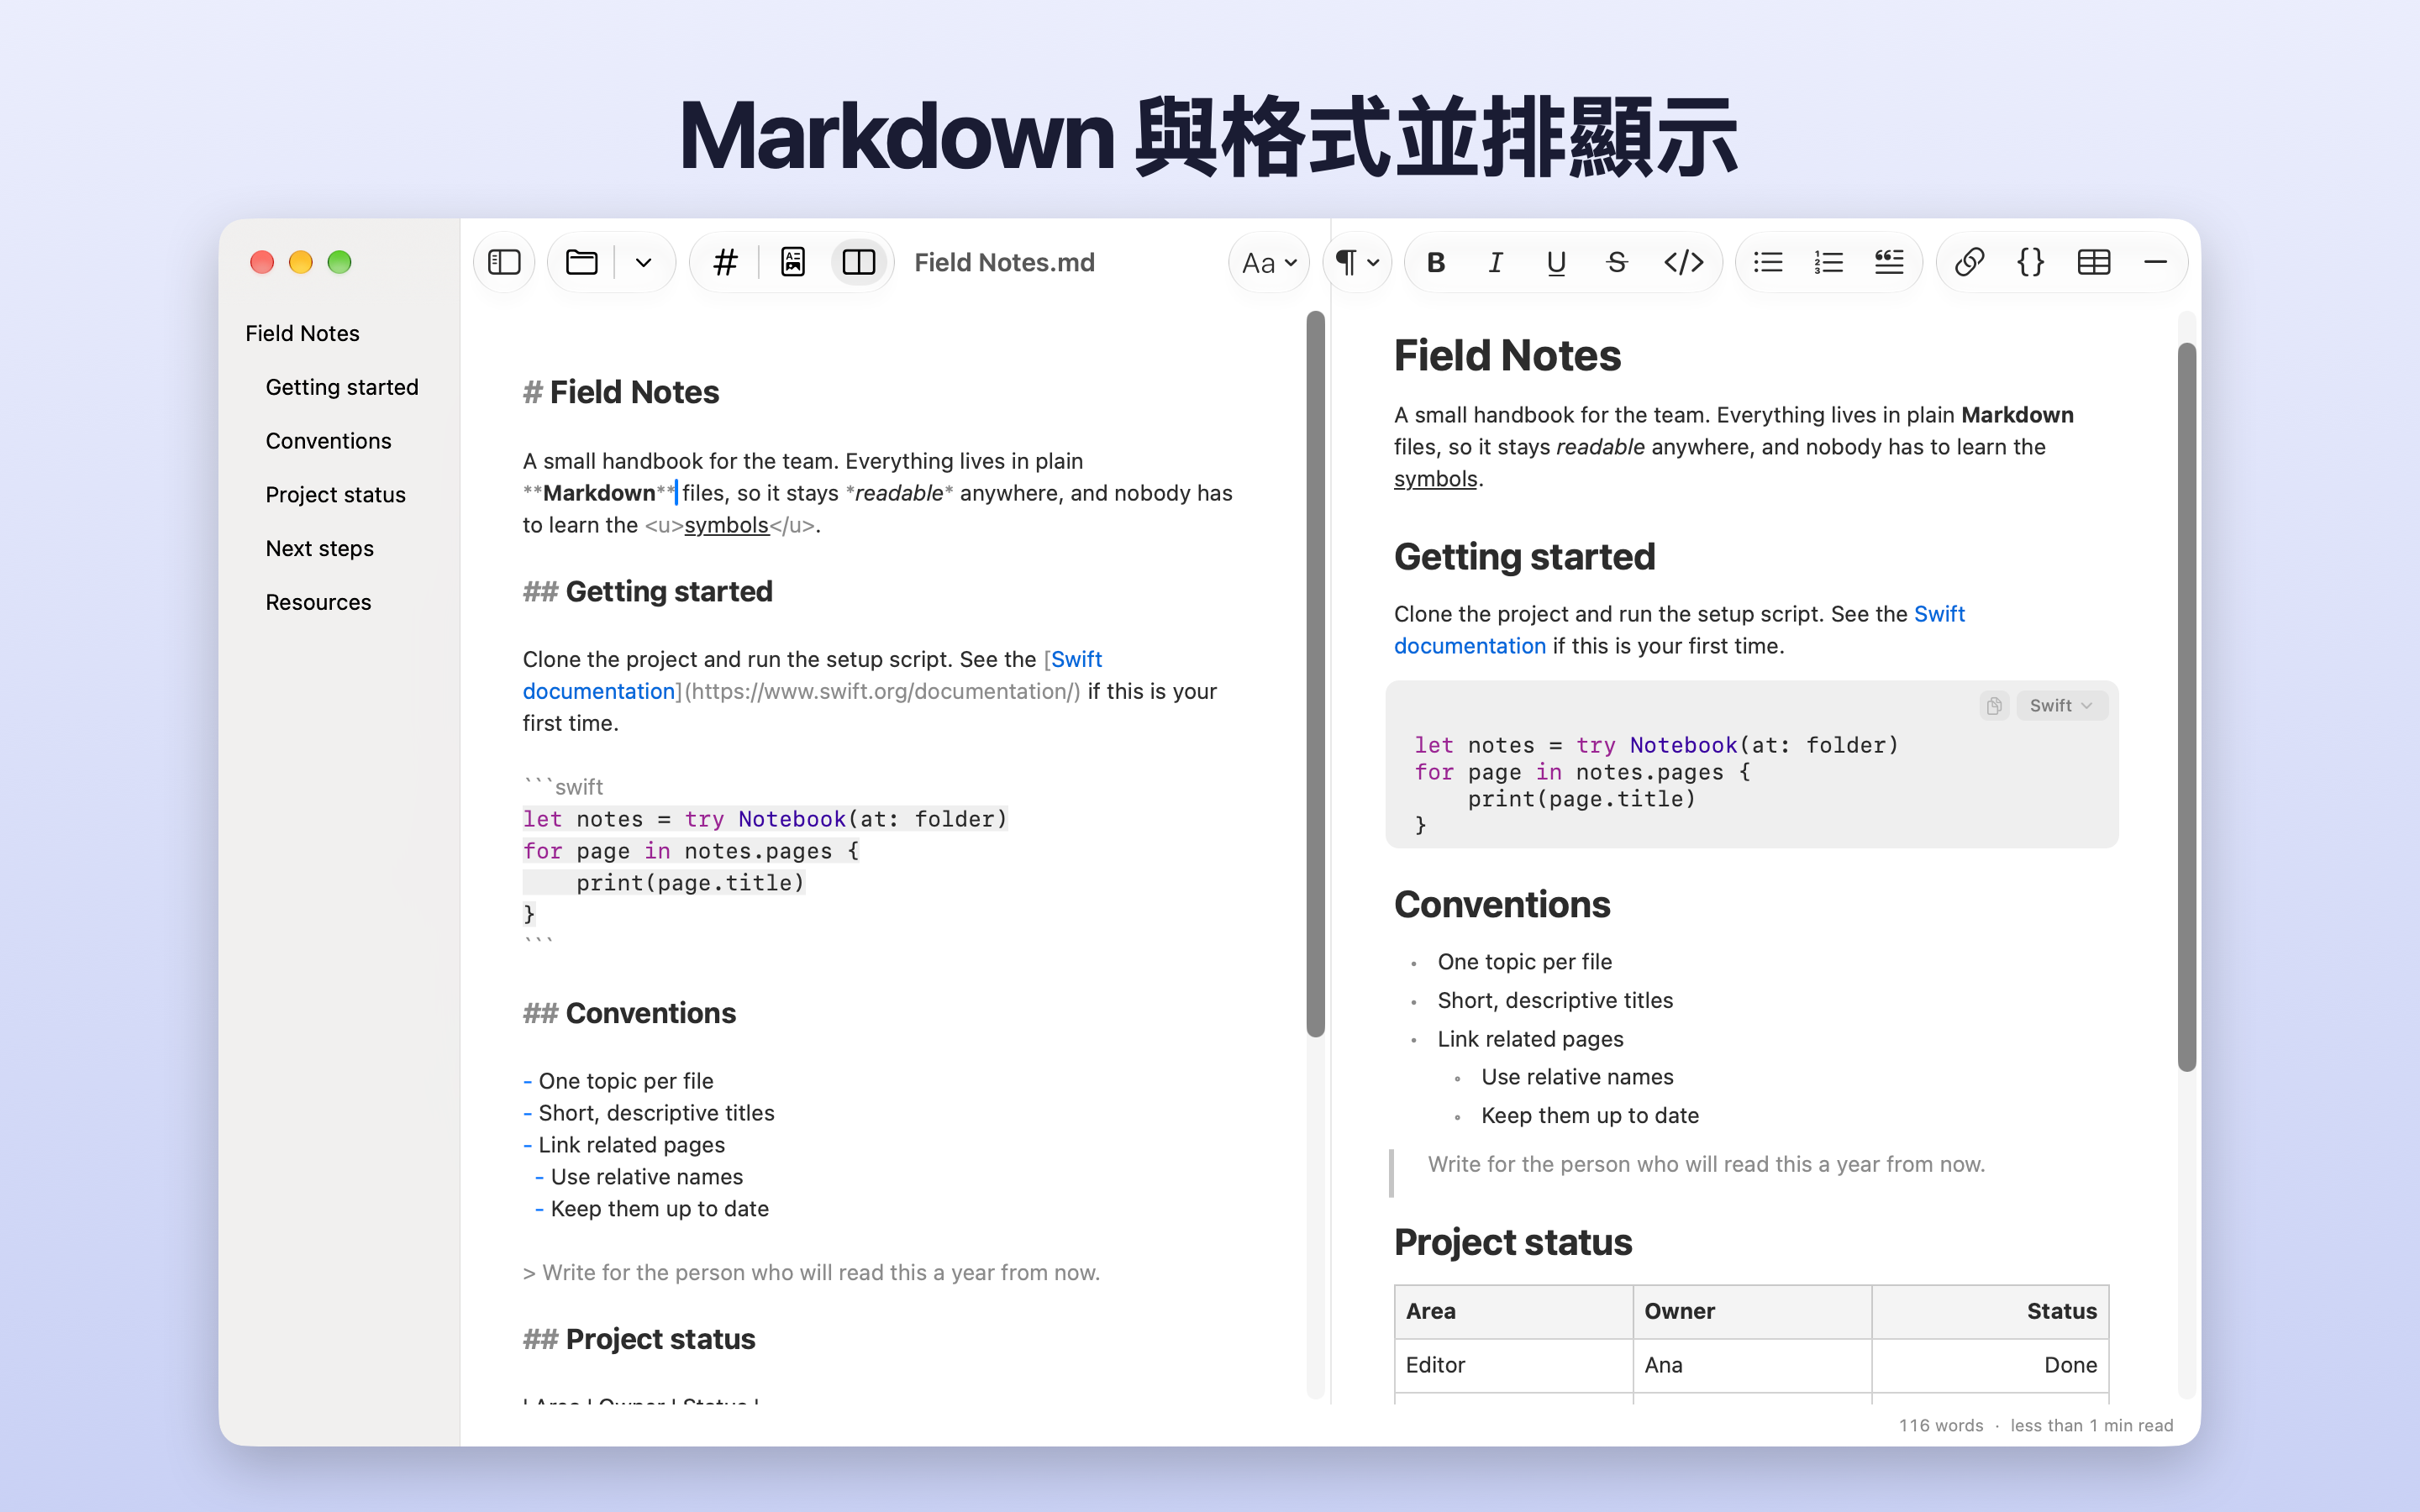 Markdown 與格式並排顯示
Field Notes.md
Aa
B I U S </>
{}
Field Notes
Getting started
Conventions
Project status
Next steps
Resources
# Field Notes
A small handbook for the team. Everything lives in plain
**Markdown** files, so it stays *readable* anywhere, and nobody has
to learn the <u>symbols</u>.
## Getting started
Clone the project and run the setup script. See the [Swift
documentation](https://www.swift.org/documentation/) if this is your
first time.
```swift
let notes = try Notebook(at: folder)
for page in notes.pages {
    print(page.title)
}
```
## Conventions
- One topic per file
- Short, descriptive titles
- Link related pages
  - Use relative names
  - Keep them up to date
> Write for the person who will read this a year from now.
## Project status
| Area | Owner | Status |
Field Notes
A small handbook for the team. Everything lives in plain Markdown
files, so it stays readable anywhere, and nobody has to learn the
symbols.
Getting started
Clone the project and run the setup script. See the Swift
documentation if this is your first time.
Swift
let notes = try Notebook(at: folder)
for page in notes.pages {
    print(page.title)
}
Conventions
• One topic per file
• Short, descriptive titles
• Link related pages
◦ Use relative names
◦ Keep them up to date
Write for the person who will read this a year from now.
Project status
Area Owner Status
Editor Ana Done
116 words · less than 1 min read